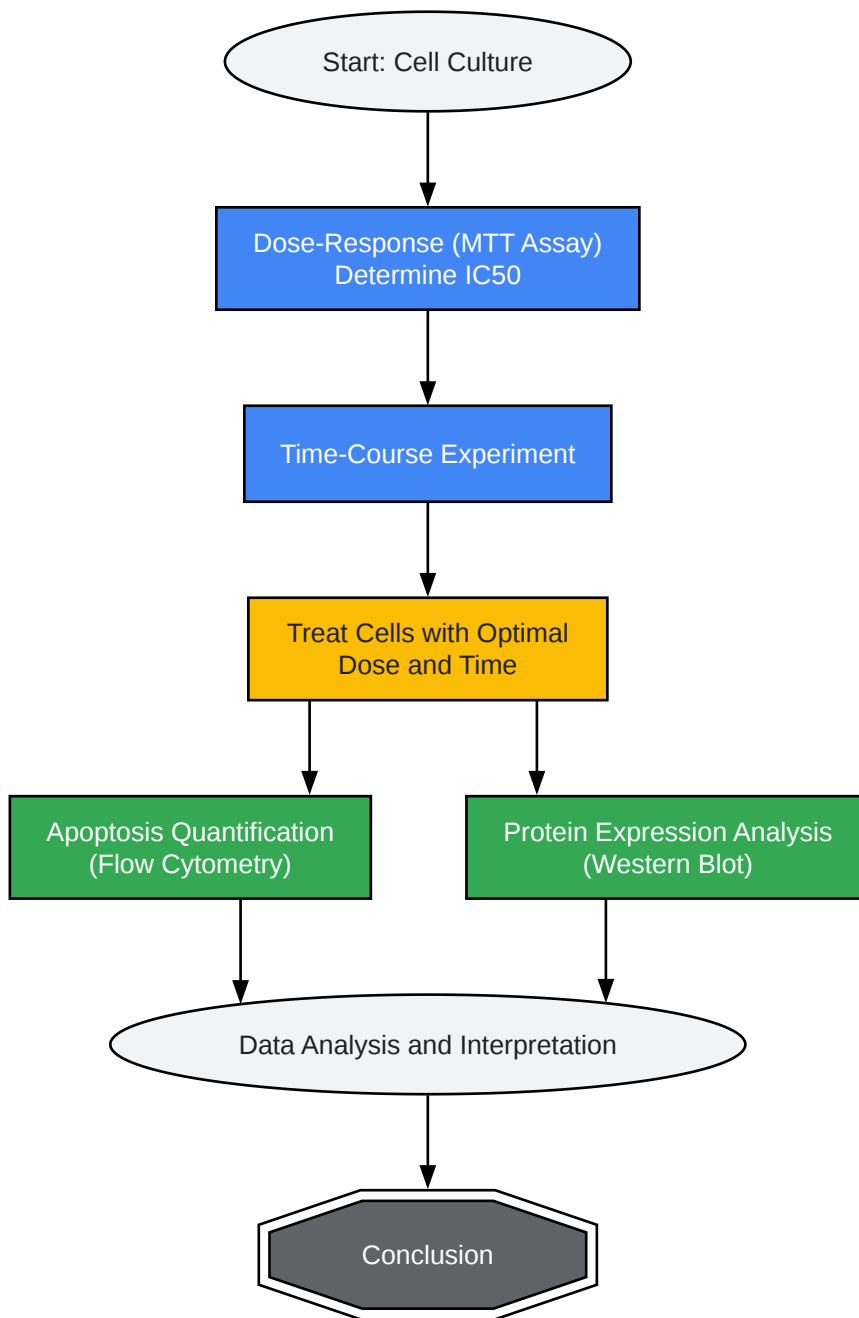 Start: Cell Culture
Dose-Response (MTT Assay)
Determine IC50
Time-Course Experiment
Treat Cells with Optimal
Dose and Time
Apoptosis Quantification
(Flow Cytometry)
Protein Expression Analysis
(Western Blot)
Data Analysis and Interpretation
Conclusion